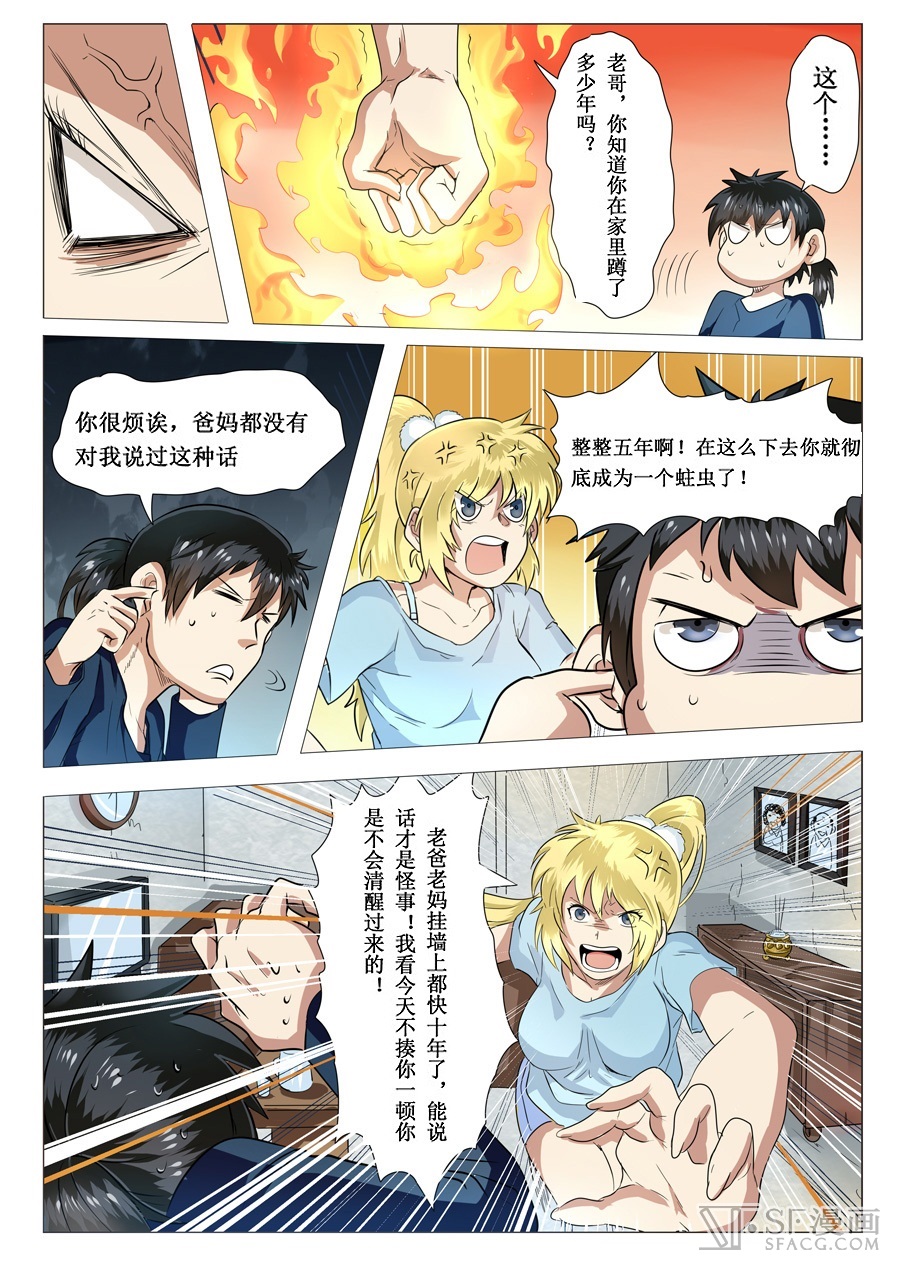 老哥，你知道你在家里蹲了
多少年吗？
这个……
你很烦诶，爸妈都没有
对我说过这种话
整整五年啊！在这么下去你就彻
底成为一个蛀虫了！
老爸老妈挂墙上都快十年了，能说
话才是怪事！我看今天不揍你一顿你
是不会清醒过来的！
SF漫画
SFACG.COM